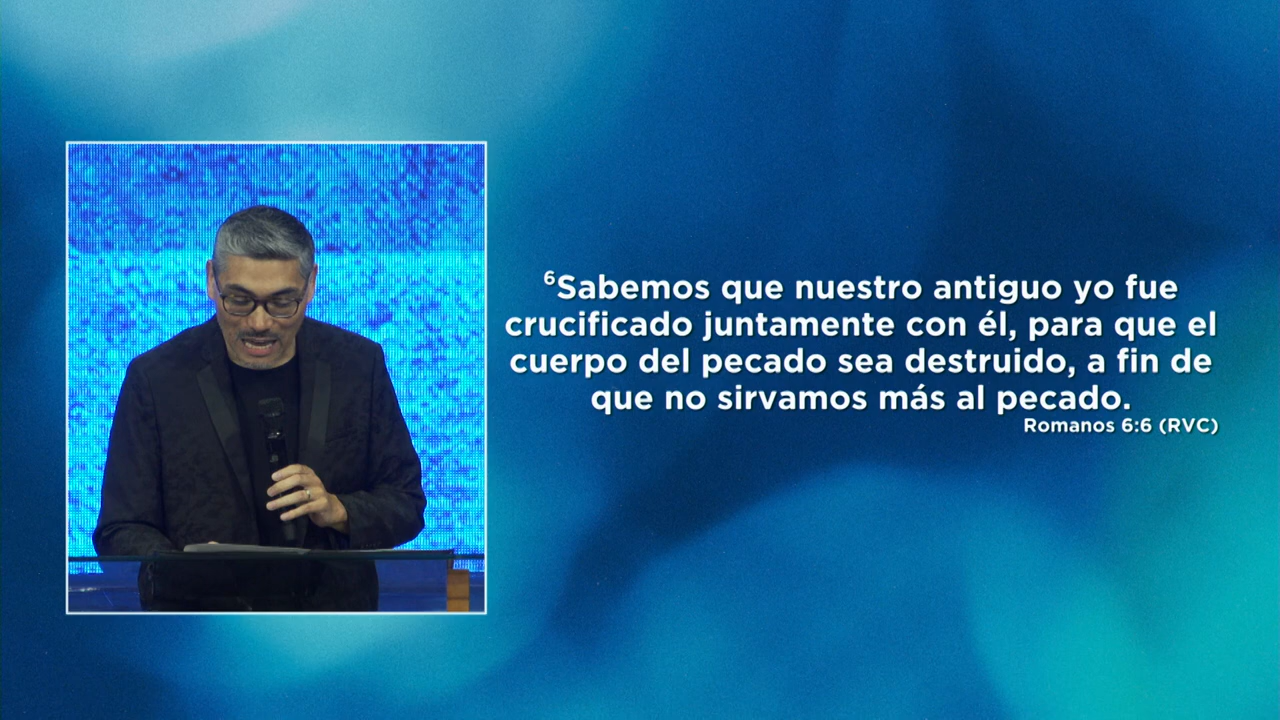 ⁶Sabemos que nuestro antiguo yo fue
crucificado juntamente con él, para que el
cuerpo del pecado sea destruido, a fin de
que no sirvamos más al pecado.
Romanos 6:6 (RVC)